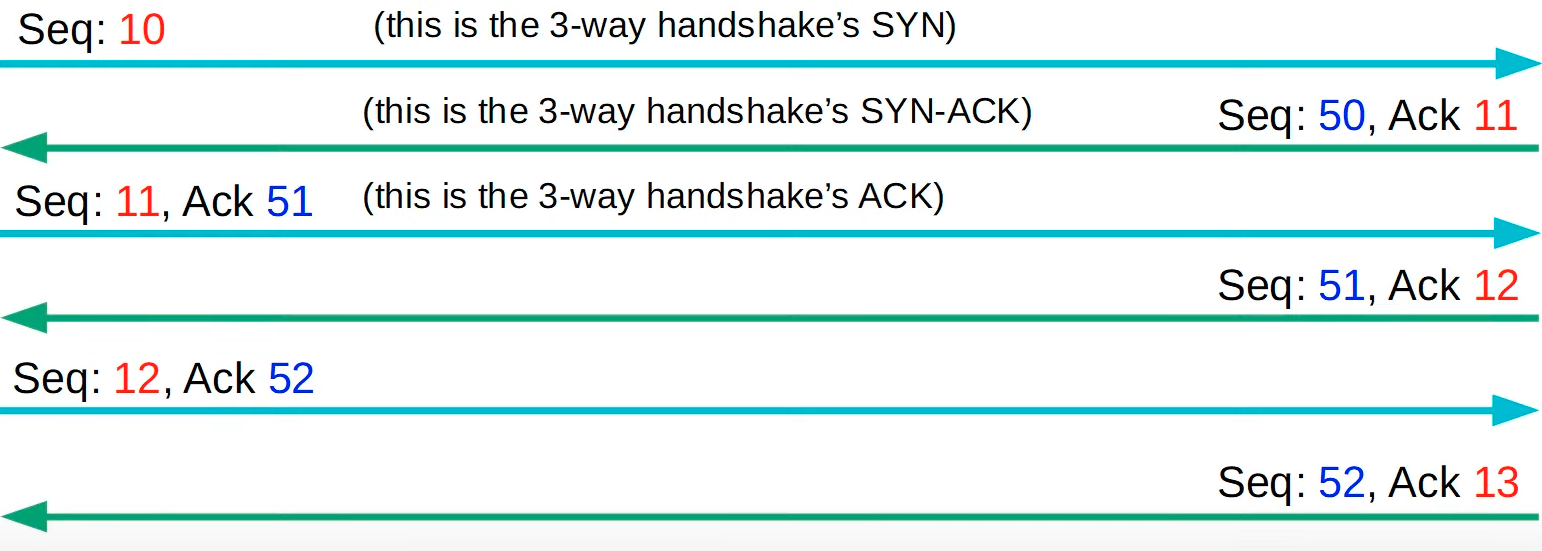 Seq: 10 (this is the 3-way handshake’s SYN)
(this is the 3-way handshake’s SYN-ACK) Seq: 50, Ack 11
Seq: 11, Ack 51 (this is the 3-way handshake’s ACK)
Seq: 51, Ack 12
Seq: 12, Ack 52
Seq: 52, Ack 13